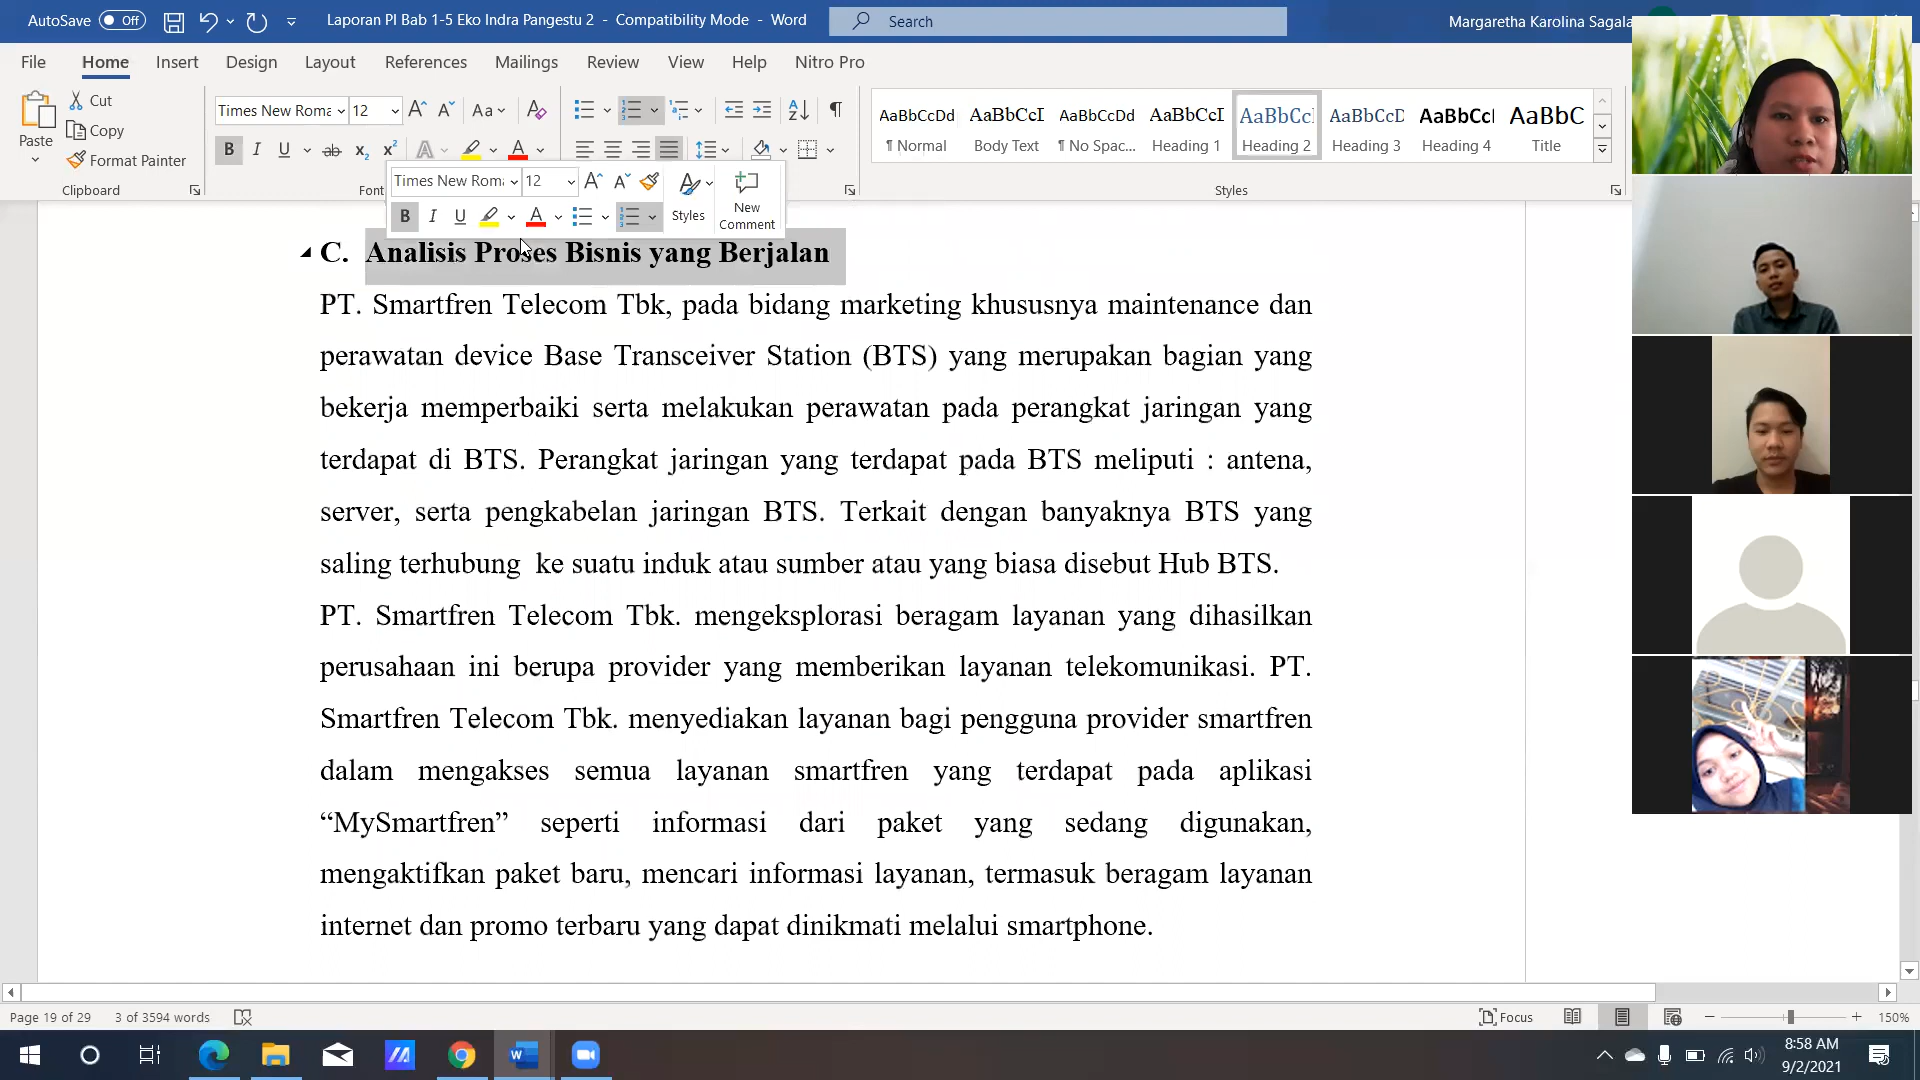 AutoSave Off Laporan PI Bab 1-5 Eko Indra Pangestu 2 - Compatibility Mode - Word Search Margaretha Karolina Sagala
File Home Insert Design Layout References Mailings Review View Help Nitro Pro
Paste
Cut
Copy
Format Painter
Clipboard
Times New Roma 12
Font
AaBbCcDd AaBbCcI AaBbCcDd AaBbCcI AaBbCc AaBbCcD AaBbCcI AaBbC
¶ Normal Body Text ¶ No Spac... Heading 1 Heading 2 Heading 3 Heading 4 Title
Styles
Times New Roma 12
Styles
New Comment
C. Analisis Proses Bisnis yang Berjalan
PT. Smartfren Telecom Tbk, pada bidang marketing khususnya maintenance dan
perawatan device Base Transceiver Station (BTS) yang merupakan bagian yang
bekerja memperbaiki serta melakukan perawatan pada perangkat jaringan yang
terdapat di BTS. Perangkat jaringan yang terdapat pada BTS meliputi : antena,
server, serta pengkabelan jaringan BTS. Terkait dengan banyaknya BTS yang
saling terhubung  ke suatu induk atau sumber atau yang biasa disebut Hub BTS.
PT. Smartfren Telecom Tbk. mengeksplorasi beragam layanan yang dihasilkan
perusahaan ini berupa provider yang memberikan layanan telekomunikasi. PT.
Smartfren Telecom Tbk. menyediakan layanan bagi pengguna provider smartfren
dalam mengakses semua layanan smartfren yang terdapat pada aplikasi
“MySmartfren” seperti informasi dari paket yang sedang digunakan,
mengaktifkan paket baru, mencari informasi layanan, termasuk beragam layanan
internet dan promo terbaru yang dapat dinikmati melalui smartphone.
Page 19 of 29 3 of 3594 words Focus 150%
8:58 AM
9/2/2021